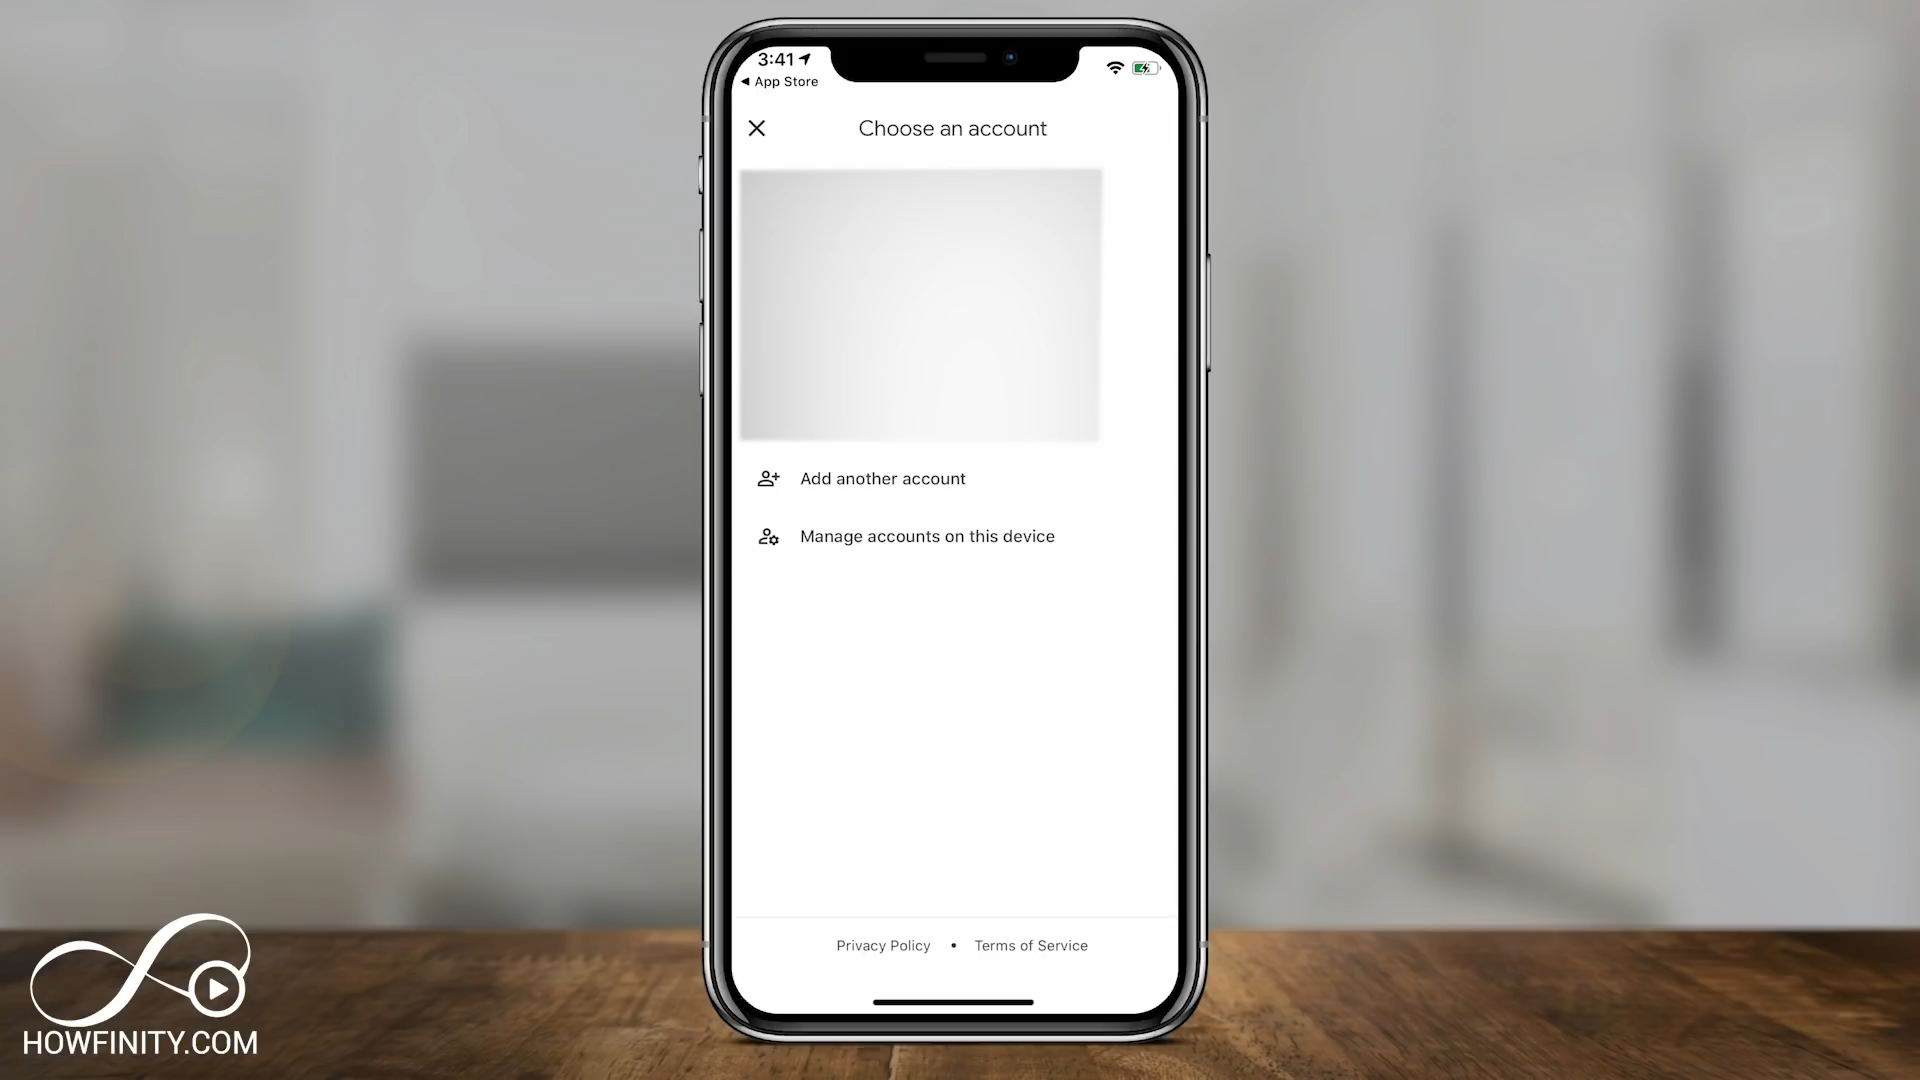 3:41
App Store
Choose an account
Add another account
Manage accounts on this device
Privacy Policy • Terms of Service
HOWFINITY.COM